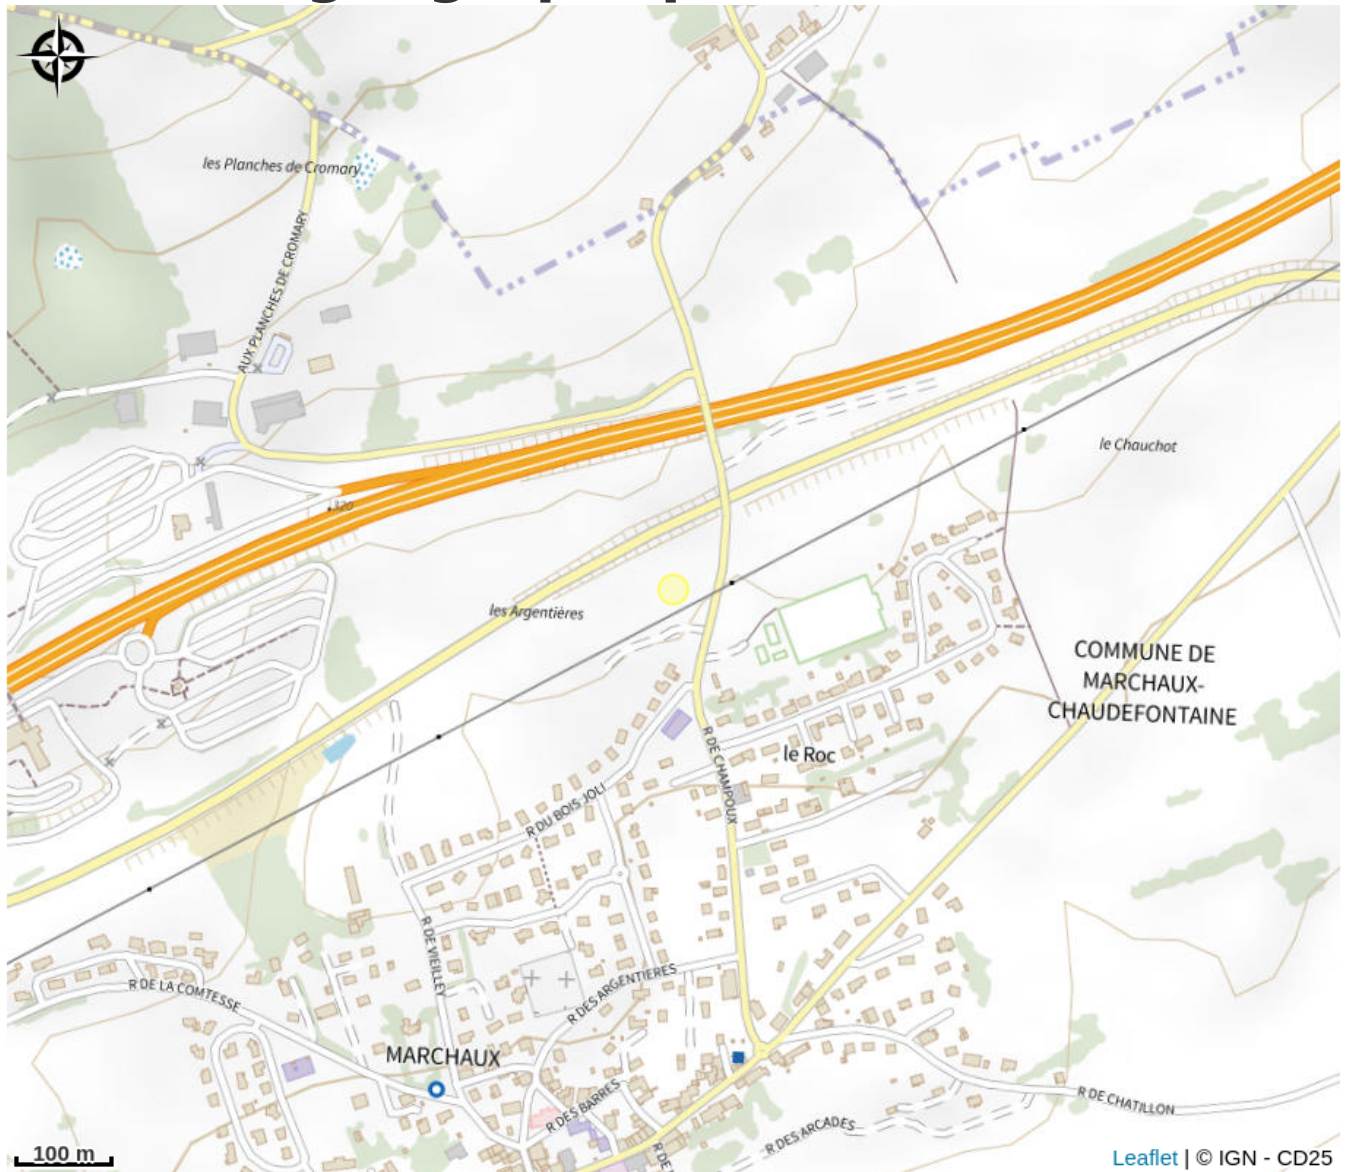 les Planches de Cromary
AUX PLANCHES DE CROMARY
le Chauchot
320
les Argentières
COMMUNE DE
MARCHAUX-
CHAUDEFONTAINE
le Roc
R DE CHAMPOUX
R DU BOIS JOLI
R DE VIEILLEY
R DES ARGENTIERES
R DE LA COMTESSE
MARCHAUX
R DES BARRES
R DE CHATILLON
R DES ARCADES
R DE
100 m
Leaflet | © IGN - CD25